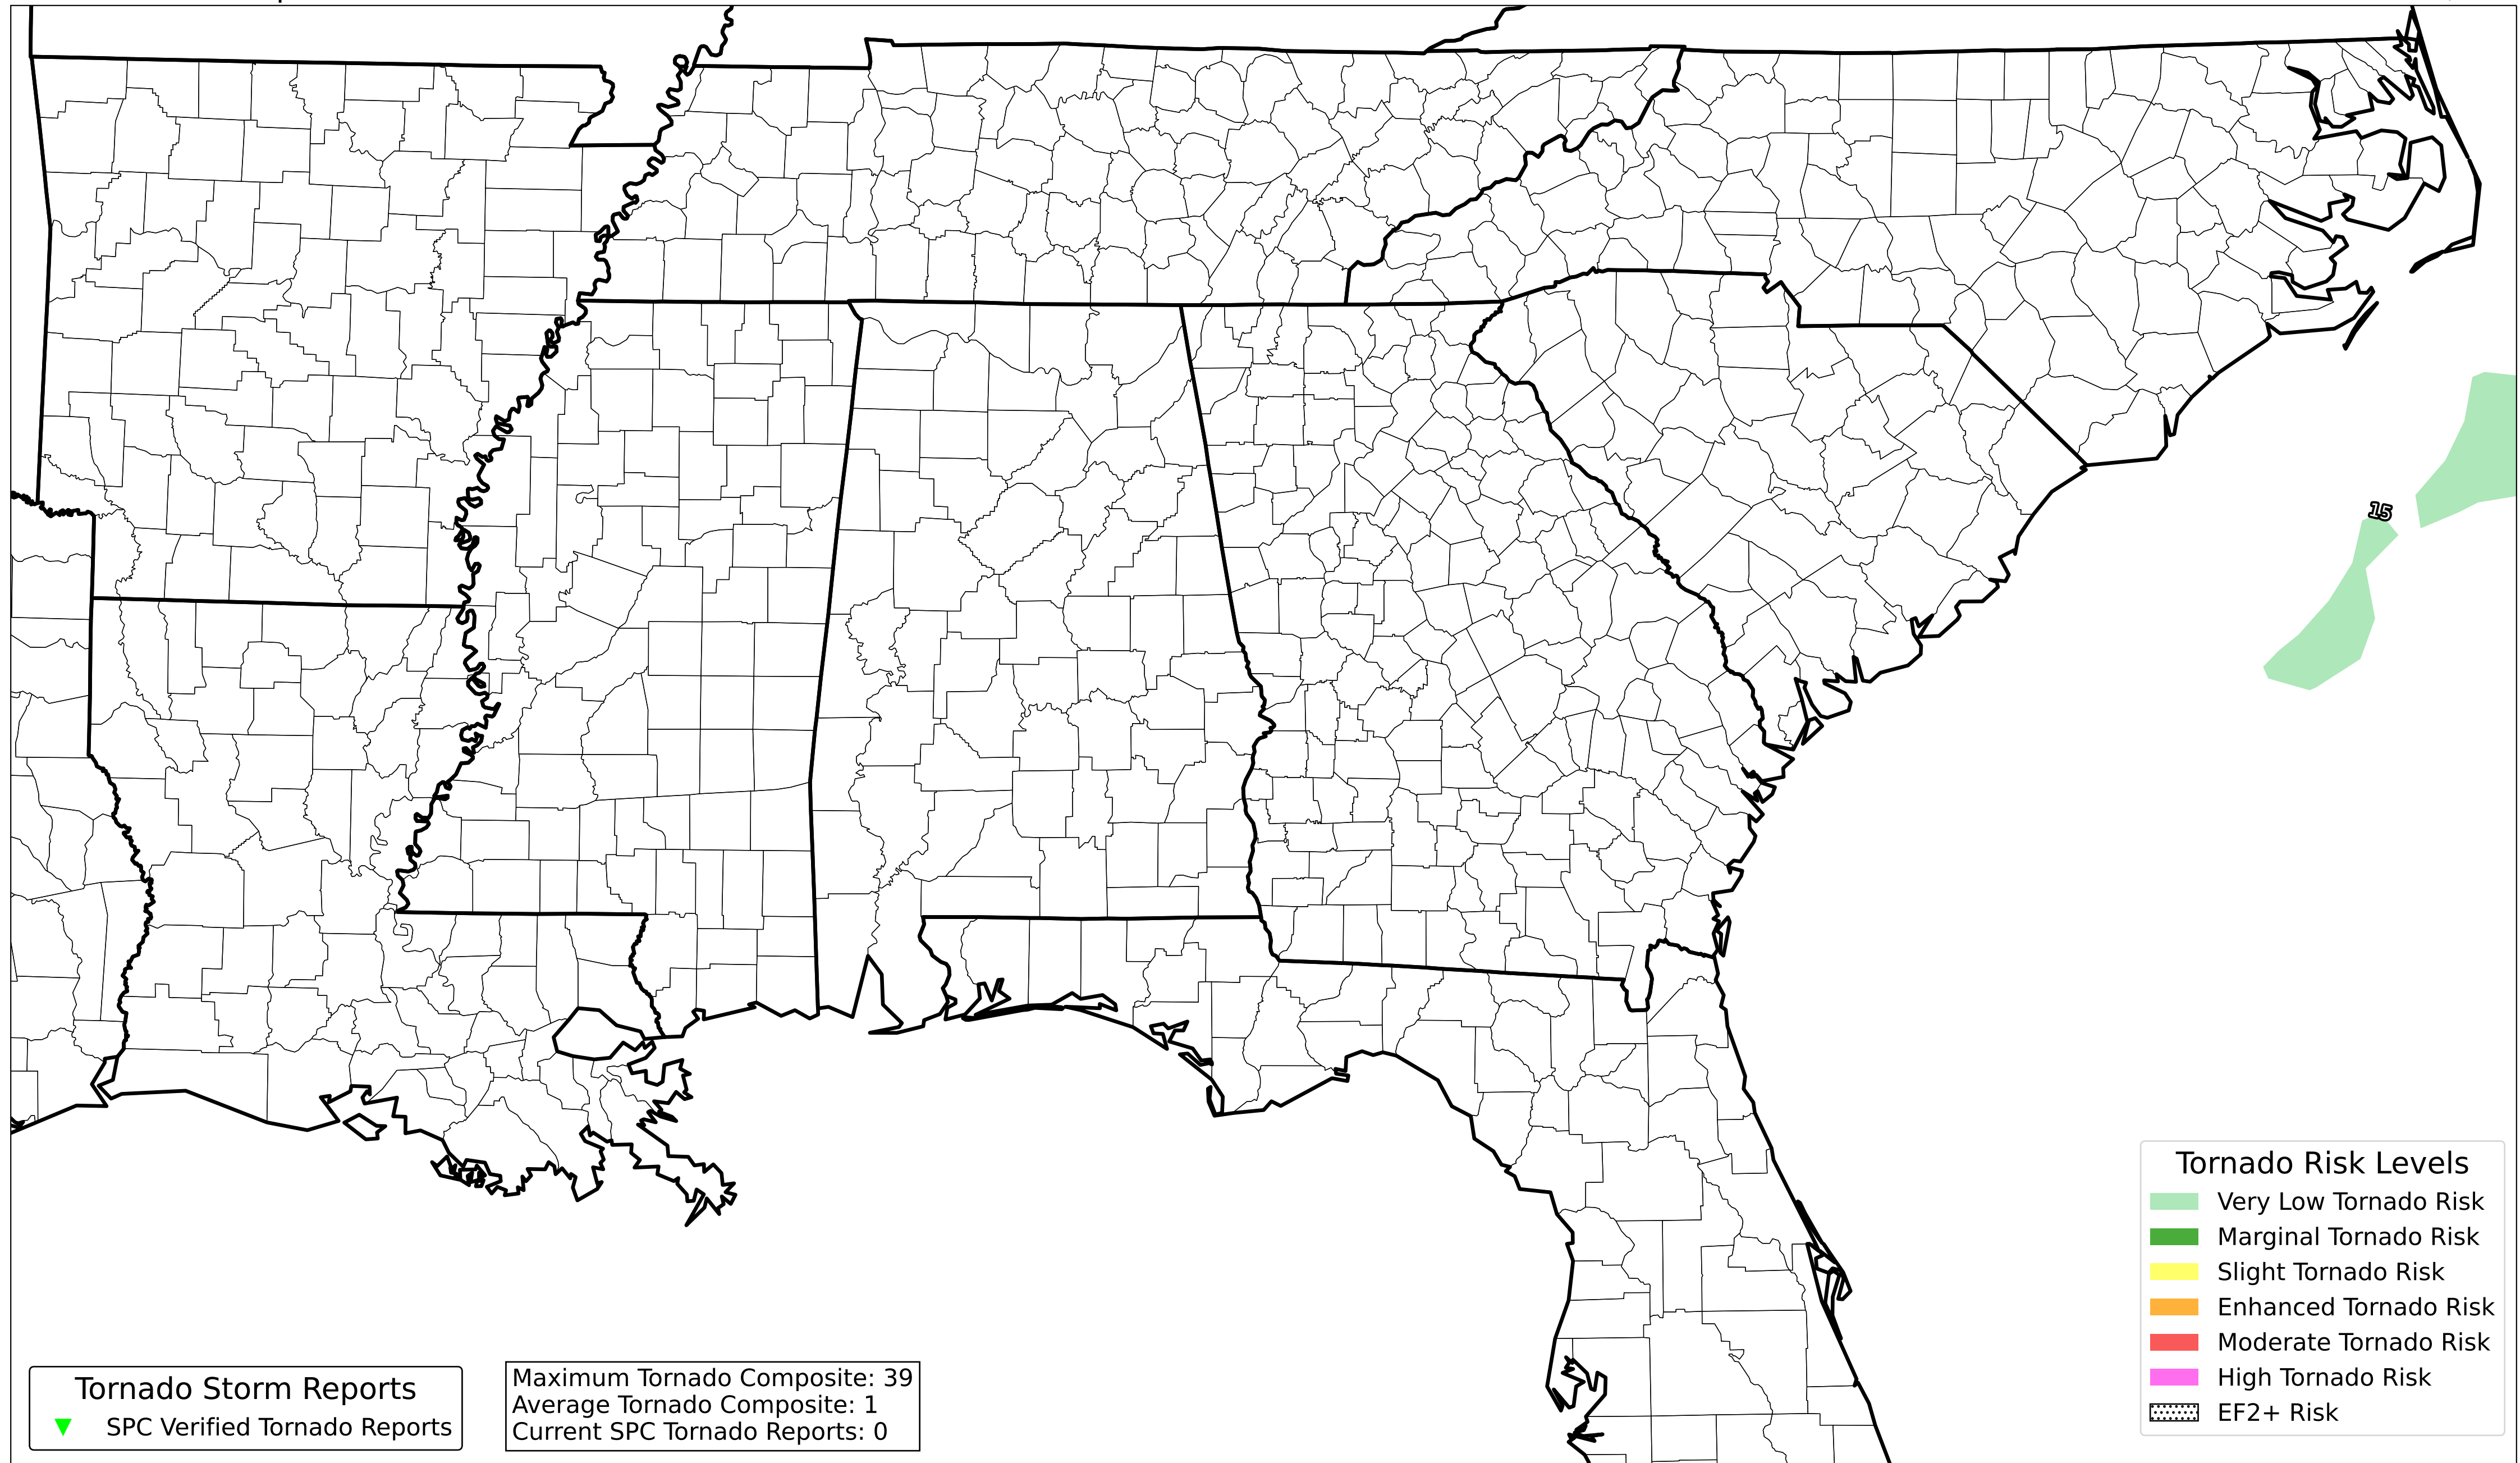 15
Tornado Risk Levels
Very Low Tornado Risk
Marginal Tornado Risk
Slight Tornado Risk
Enhanced Tornado Risk
Moderate Tornado Risk
High Tornado Risk
EF2+ Risk
Tornado Storm Reports
SPC Verified Tornado Reports
Maximum Tornado Composite: 39
Average Tornado Composite: 1
Current SPC Tornado Reports: 0